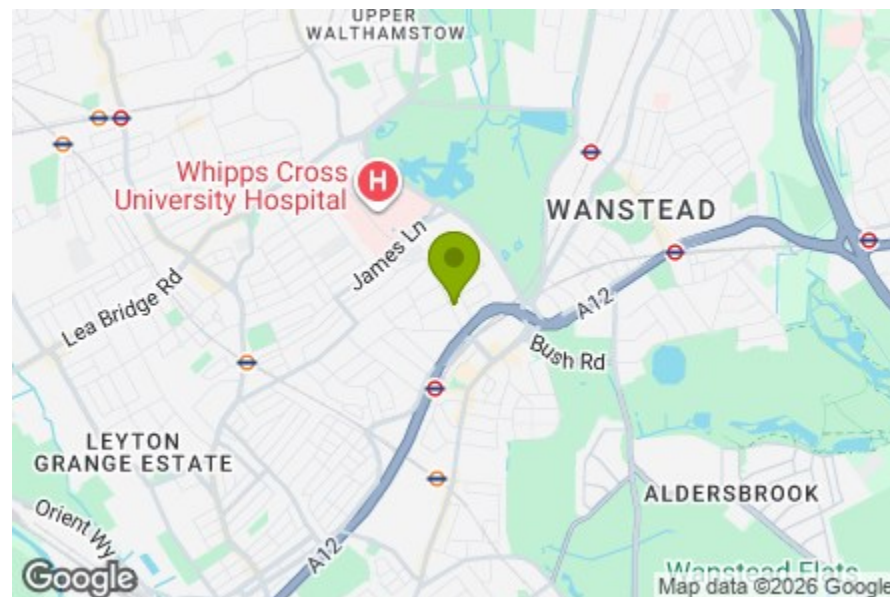 UPPER
WALTHAMSTOW
Whipps Cross
University Hospital
H
WANSTEAD
James Ln
Lea Bridge Rd
A12
Bush Rd
LEYTON
GRANGE ESTATE
ALDERSBROOK
Orient Wy
A12
Wanstead Flats
Google
Map data ©2026 Google